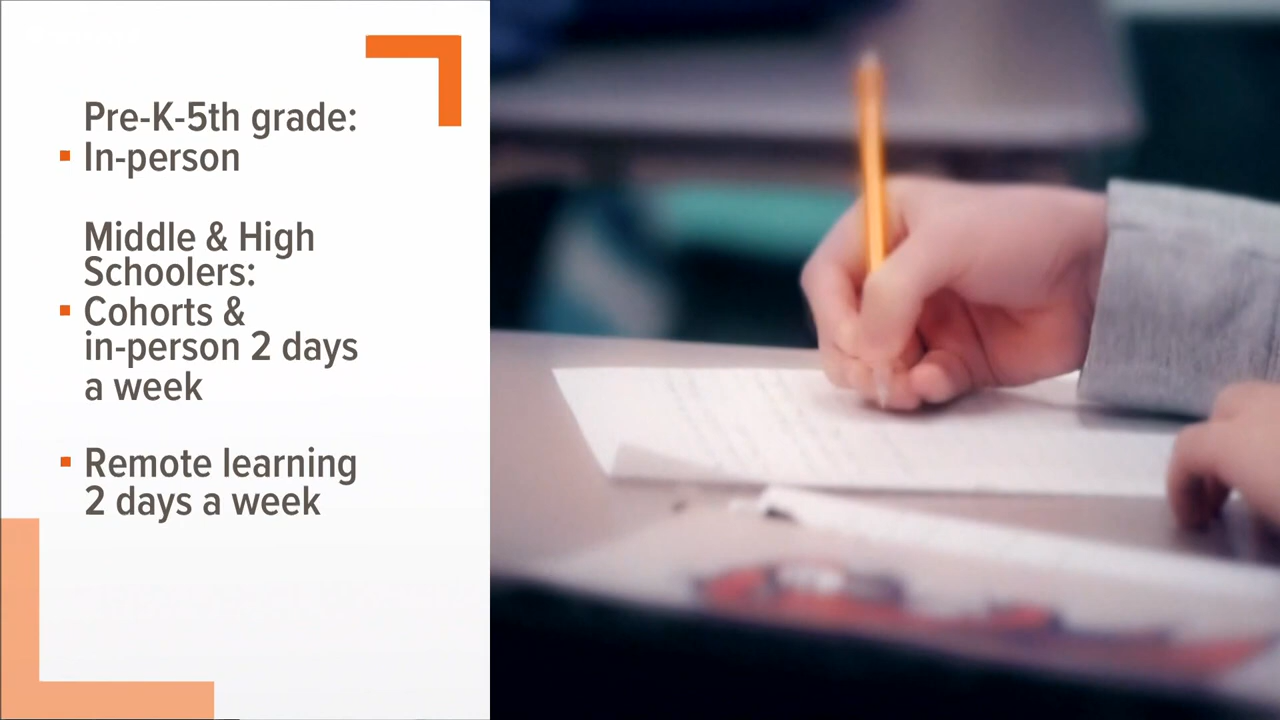 Pre-K-5th grade:
In-person
Middle & High
Schoolers:
Cohorts &
in-person 2 days
a week
Remote learning
2 days a week